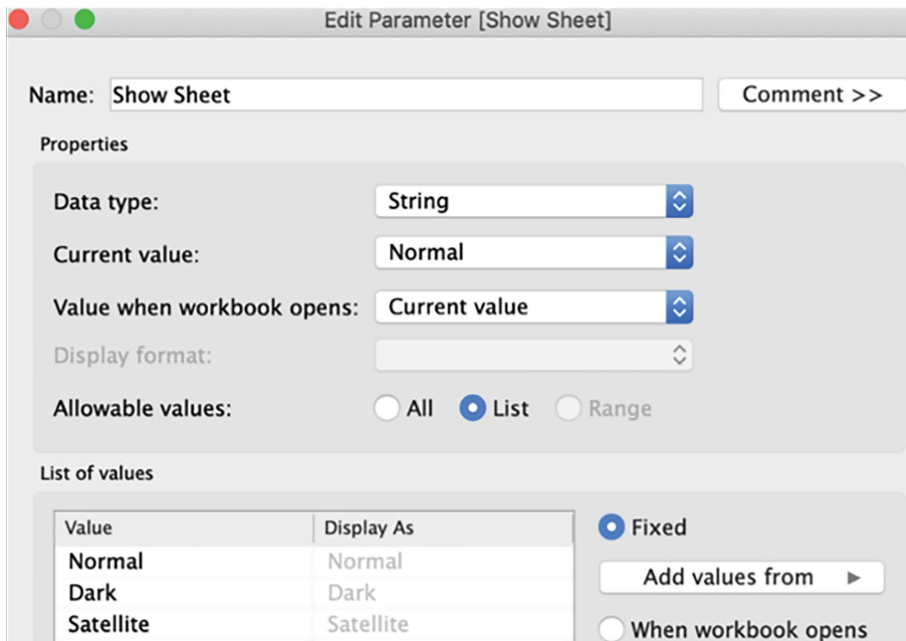 Edit Parameter [Show Sheet]
Name: Show Sheet Comment >>
Properties
Data type: String
Current value: Normal
Value when workbook opens: Current value
Display format:
Allowable values: All List Range
List of values
Value Display As
Normal Normal
Dark Dark
Satellite Satellite
Fixed
Add values from
When workbook opens